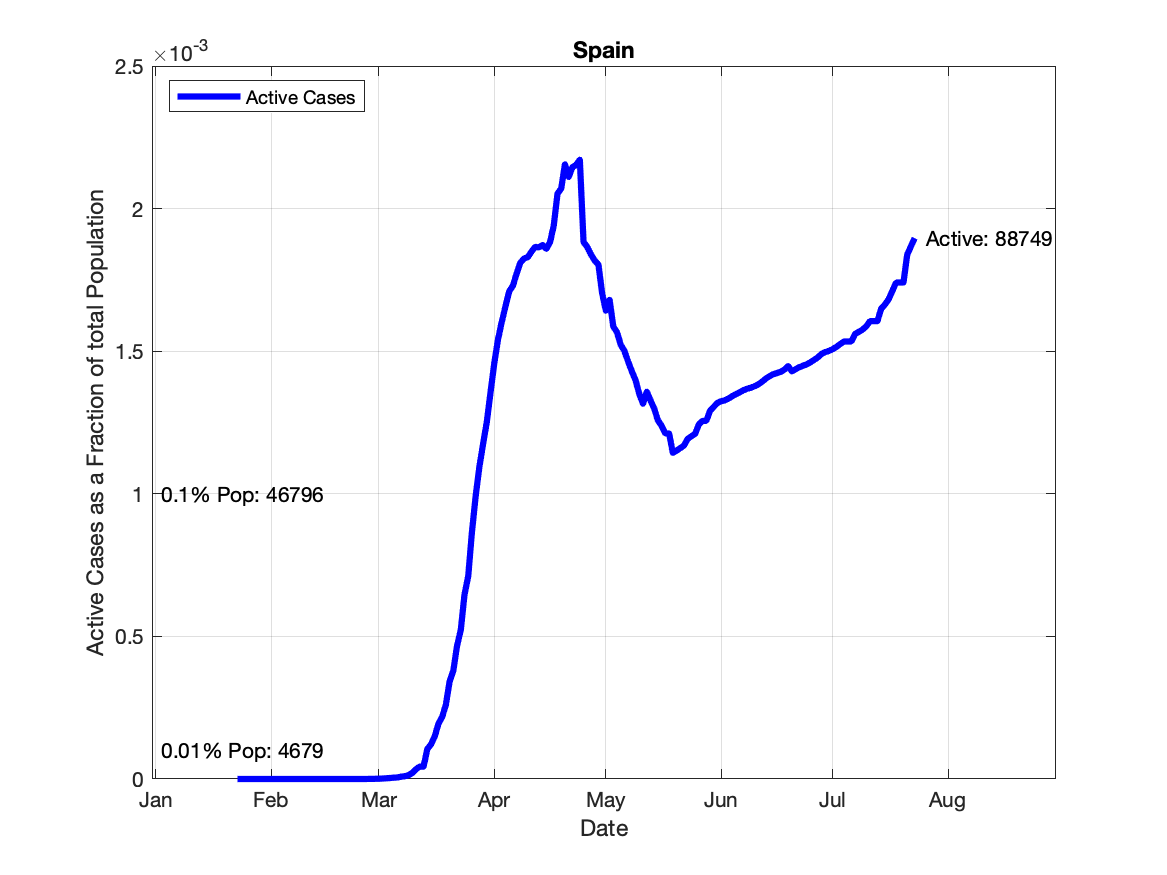 Spain
×10-3
2.5
2
1.5
1
0.5
0
Active Cases
Active: 88749
0.1% Pop: 46796
0.01% Pop: 4679
Active Cases as a Fraction of total Population
Jan Feb Mar Apr May Jun Jul Aug
Date